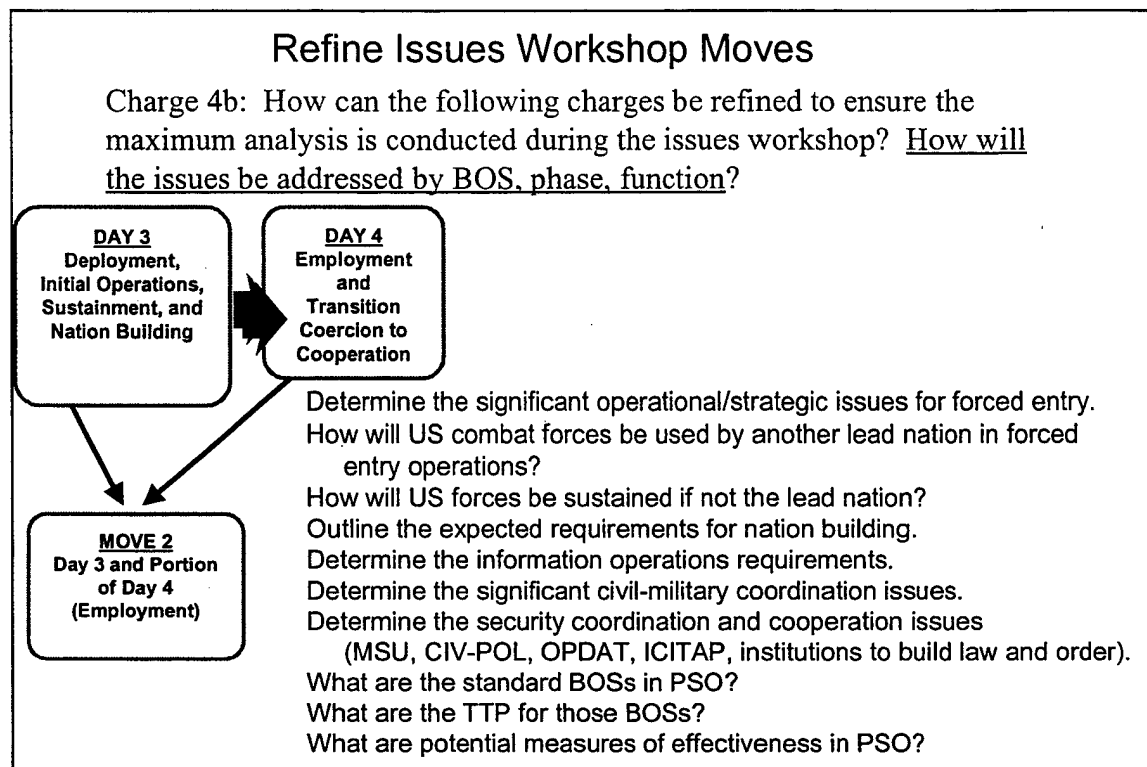 Refine Issues Workshop Moves
Charge 4b: How can the following charges be refined to ensure the
maximum analysis is conducted during the issues workshop? How will
the issues be addressed by BOS, phase, function?
DAY 3
Deployment,
Initial Operations,
Sustainment, and
Nation Building
DAY 4
Employment
and
Transition
Coercion to
Cooperation
MOVE 2
Day 3 and Portion
of Day 4
(Employment)
Determine the significant operational/strategic issues for forced entry.
How will US combat forces be used by another lead nation in forced
entry operations?
How will US forces be sustained if not the lead nation?
Outline the expected requirements for nation building.
Determine the information operations requirements.
Determine the significant civil-military coordination issues.
Determine the security coordination and cooperation issues
(MSU, CIV-POL, OPDAT, ICITAP, institutions to build law and order).
What are the standard BOSs in PSO?
What are the TTP for those BOSs?
What are potential measures of effectiveness in PSO?